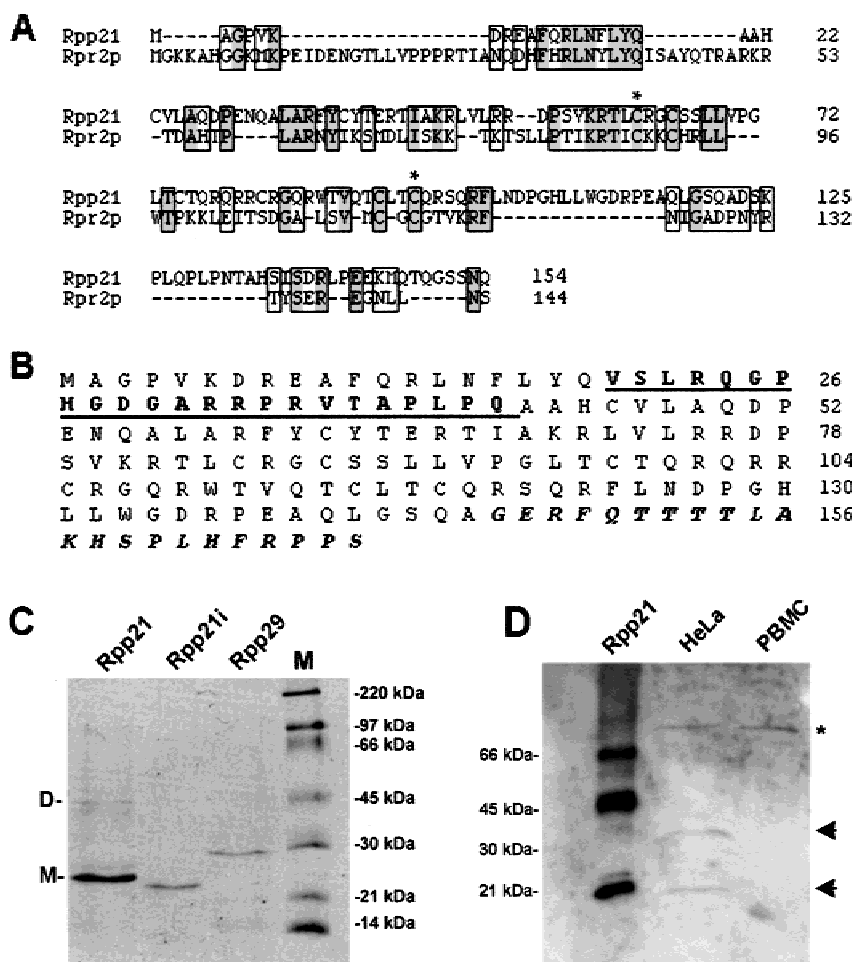 A
Rpp21 M-----AGPVK------------------DREAFQRLNFLYQ--------AAH 22
Rpr2p MGKKAHGGKMKPEIDENGTLLVPPPRTIANQDHFHRLNYLYQISAYQTRARKR 53
* 
Rpp21 CVLAQDPENQALARFYCYTERTIAKRLVLRR--DPSVKRTLCRGCSSLLVPG 72
Rpr2p -TDAHTP----LARNYIKSMDLISKK--TKTSLLPTIKRTICKKCHRLL--- 96
*
Rpp21 LTCTQRQRRCRGQRWTVQTCLTCQRSQRFLNDPGHLLWGDRPEAQLGSQADSK 125
Rpr2p WTPKKLEITSDGA-LSV-MC-GCGTVKRF---------------NIGADPNYR 132
Rpp21 PLQPLPNTAHSISDRLPEEKMQTQGSSNQ 154
Rpr2p ----------TYSER--EGNLL-----NS 144
B
M A G P V K D R E A F Q R L N F L Y Q V S L R Q G P 26
H G D G A R R P R V T A P L P Q A A H C V L A Q D P 52
E N Q A L A R F Y C Y T E R T I A K R L V L R R D P 78
S V K R T L C R G C S S L L V P G L T C T Q R Q R R 104
C R G Q R W T V Q T C L T C Q R S Q R F L N D P G H 130
L L W G D R P E A Q L G S Q A G E R F Q T T T T L A 156
K H S P L H F R P P S
C
Rpp21 Rpp21i Rpp29 M
-220 kDa
-97 kDa
-66 kDa
D- -45 kDa
-30 kDa
M-
-21 kDa
-14 kDa
D
Rpp21 HeLa PBMC
*
66 kDa-
45 kDa-
30 kDa-
21 kDa-